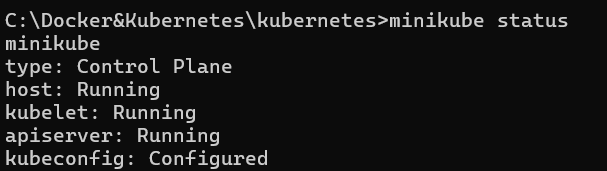 C:\Docker&Kubernetes\kubernetes>minikube status
minikube
type: Control Plane
host: Running
kubelet: Running
apiserver: Running
kubeconfig: Configured